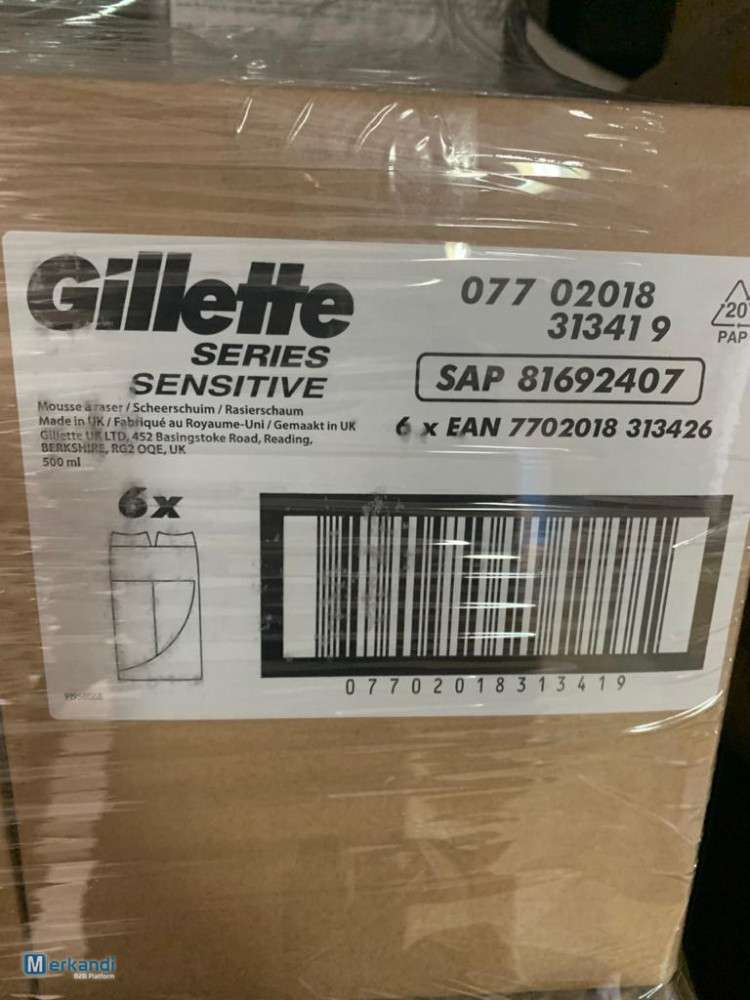 Gillette
SERIES
SENSITIVE
Mousse à raser / Scheerschuim / Rasierschaum
Made in UK / Fabriqué au Royaume-Uni / Gemaakt in UK
Gillette UK LTD, 452 Basingstoke Road, Reading,
BERKSHIRE, RG2 OQE, UK
500 ml
077 02018
31341 9
20
PAP
SAP 81692407
6 x EAN 7702018 313426
6x
07702018313419
Merkandi
B2B Platform